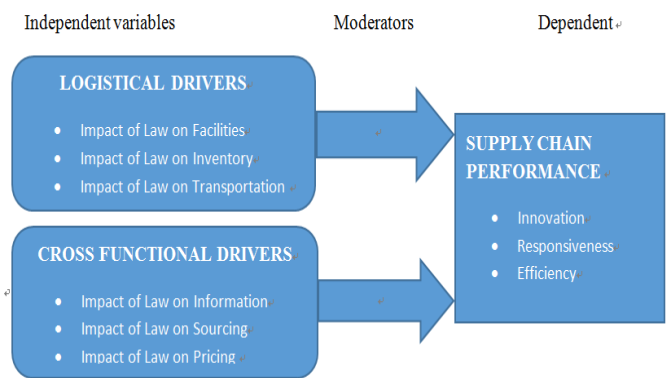 Independent variables Moderators Dependent
LOGISTICAL DRIVERS
• Impact of Law on Facilities
• Impact of Law on Inventory
• Impact of Law on Transportation
SUPPLY CHAIN
PERFORMANCE
• Innovation
• Responsiveness
• Efficiency
CROSS FUNCTIONAL DRIVERS
• Impact of Law on Information
• Impact of Law on Sourcing
• Impact of Law on Pricing